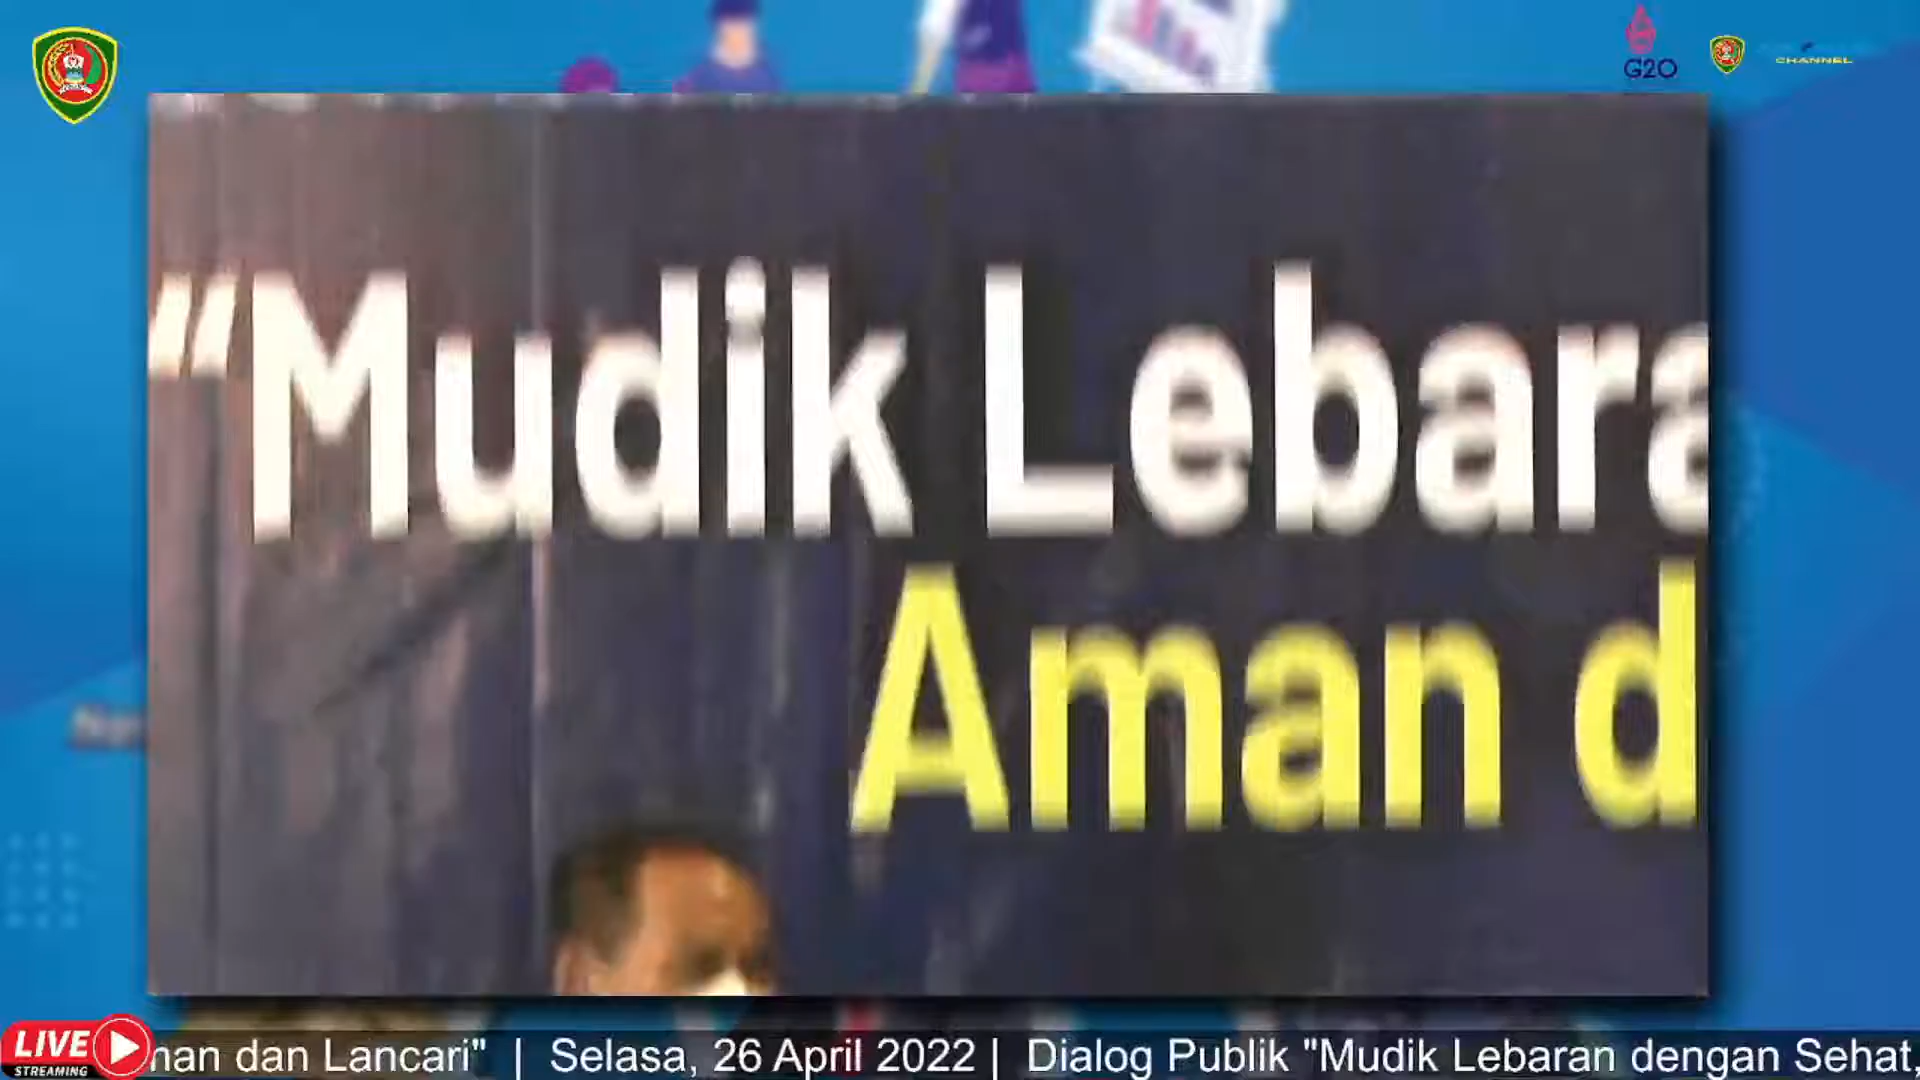 G20
CHANNEL
"Mudik Lebara
Aman d
LIVE
STREAMING
man dan Lancari" | Selasa, 26 April 2022 | Dialog Publik "Mudik Lebaran dengan Sehat,